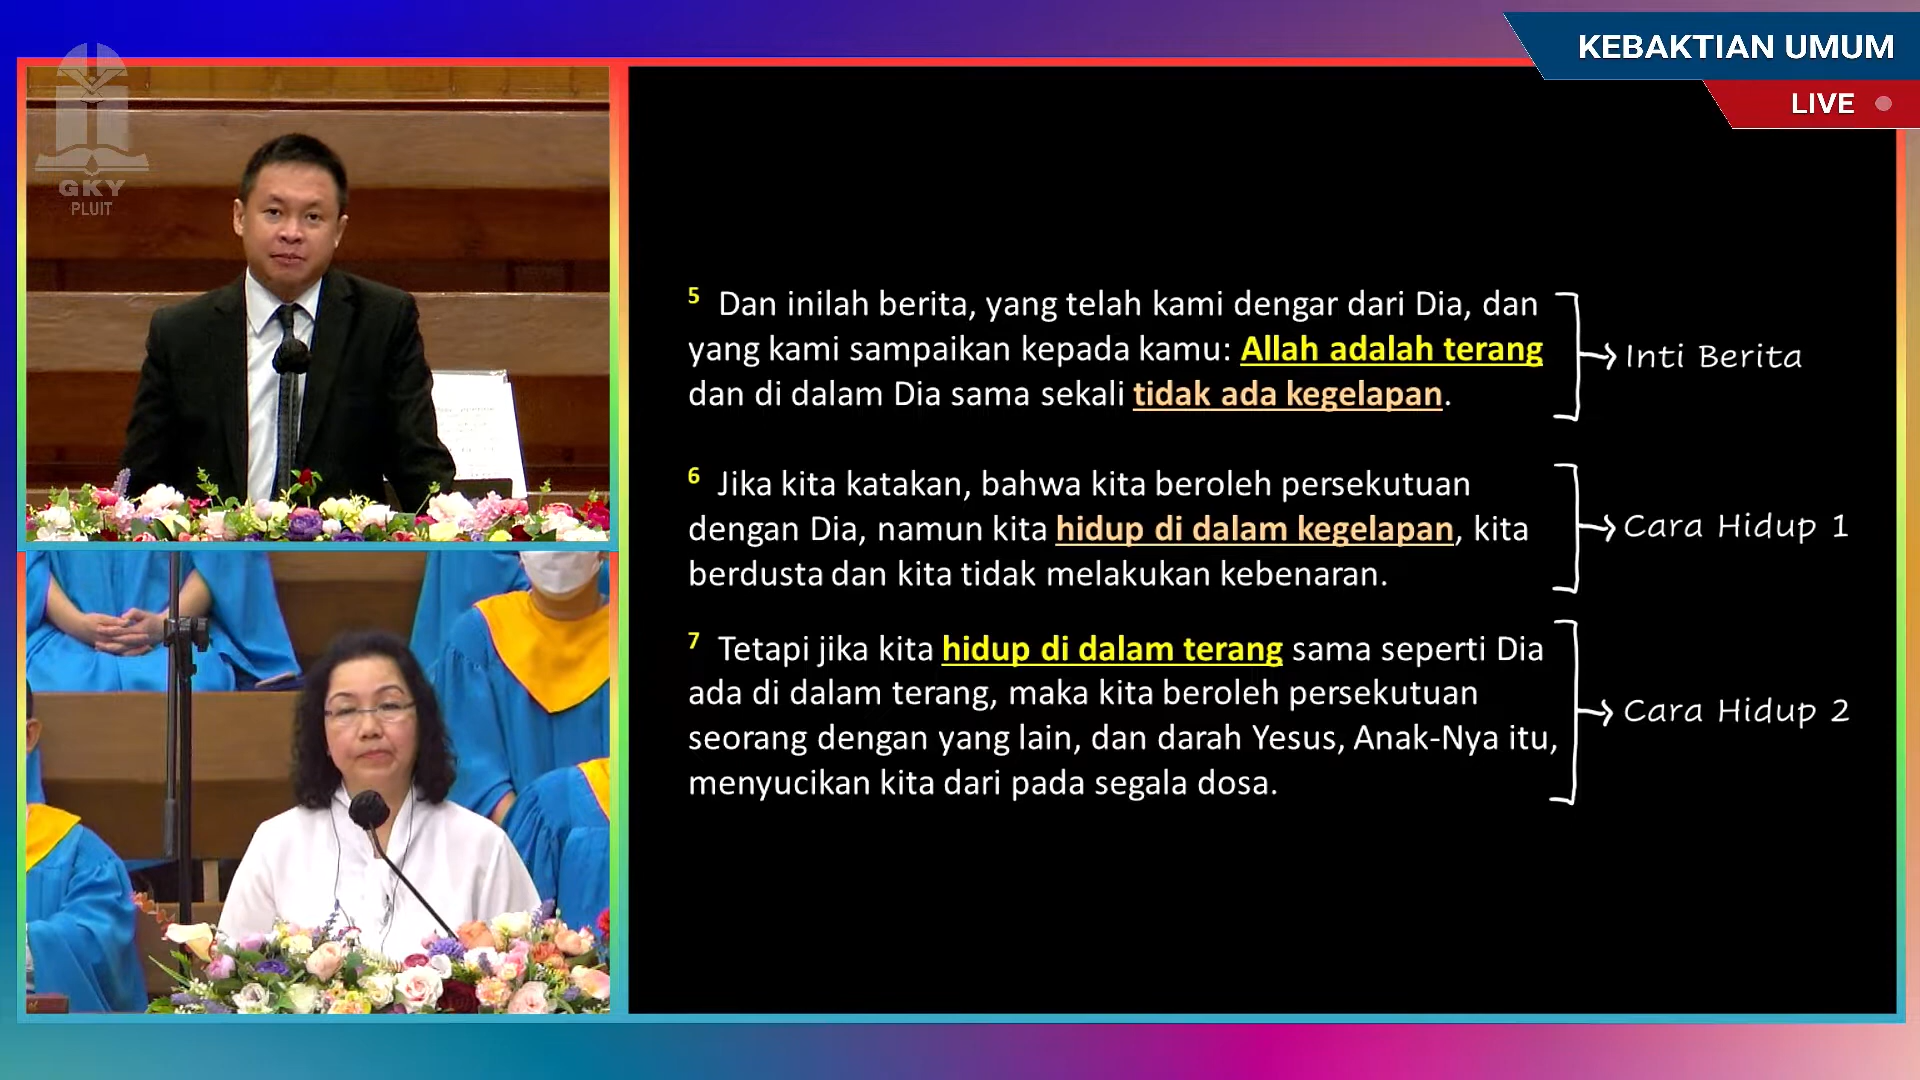 KEBAKTIAN UMUM
LIVE
GKY
PLUIT
5 Dan inilah berita, yang telah kami dengar dari Dia, dan
yang kami sampaikan kepada kamu: Allah adalah terang
dan di dalam Dia sama sekali tidak ada kegelapan.
Inti Berita
6 Jika kita katakan, bahwa kita beroleh persekutuan
dengan Dia, namun kita hidup di dalam kegelapan, kita
berdusta dan kita tidak melakukan kebenaran.
Cara Hidup 1
7 Tetapi jika kita hidup di dalam terang sama seperti Dia
ada di dalam terang, maka kita beroleh persekutuan
seorang dengan yang lain, dan darah Yesus, Anak-Nya itu,
menyucikan kita dari pada segala dosa.
Cara Hidup 2